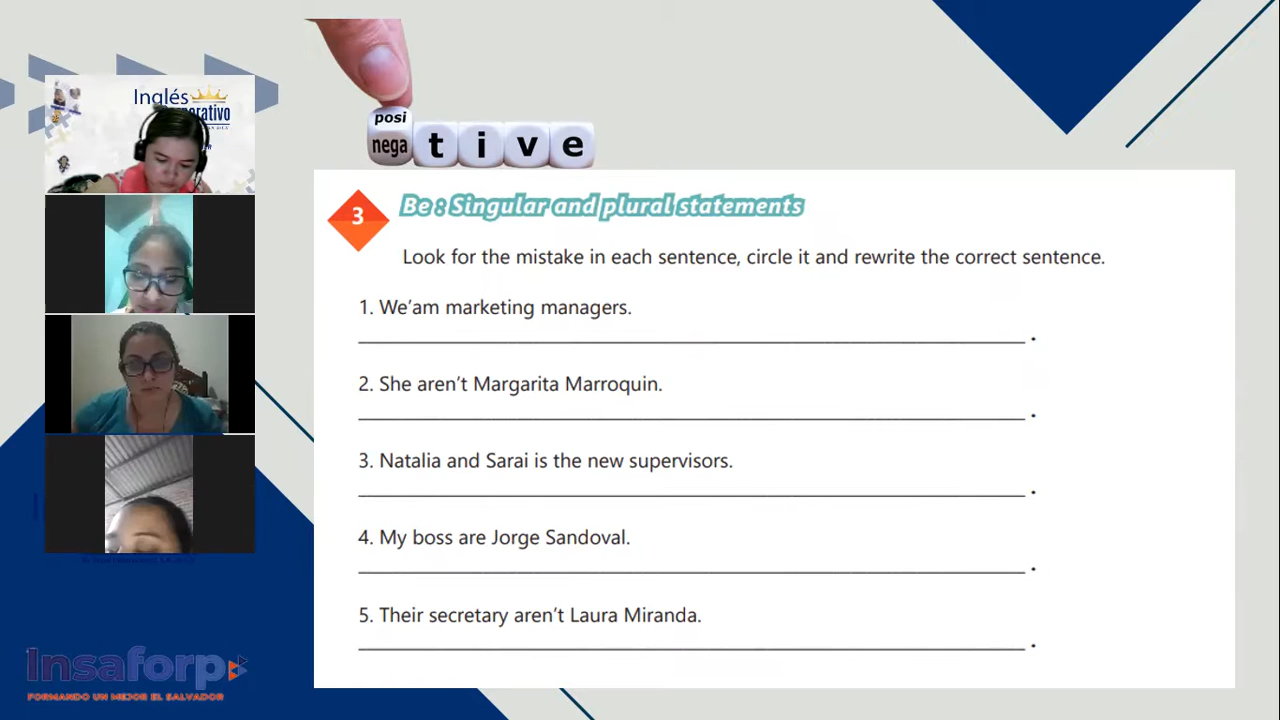 Inglés
posi
nega t i v e
3
Be : Singular and plural statements
Look for the mistake in each sentence, circle it and rewrite the correct sentence.
1. We’am marketing managers.
2. She aren’t Margarita Marroquin.
3. Natalia and Sarai is the new supervisors.
4. My boss are Jorge Sandoval.
5. Their secretary aren’t Laura Miranda.
Insaforp
FORMANDO UN MEJOR EL SALVADOR